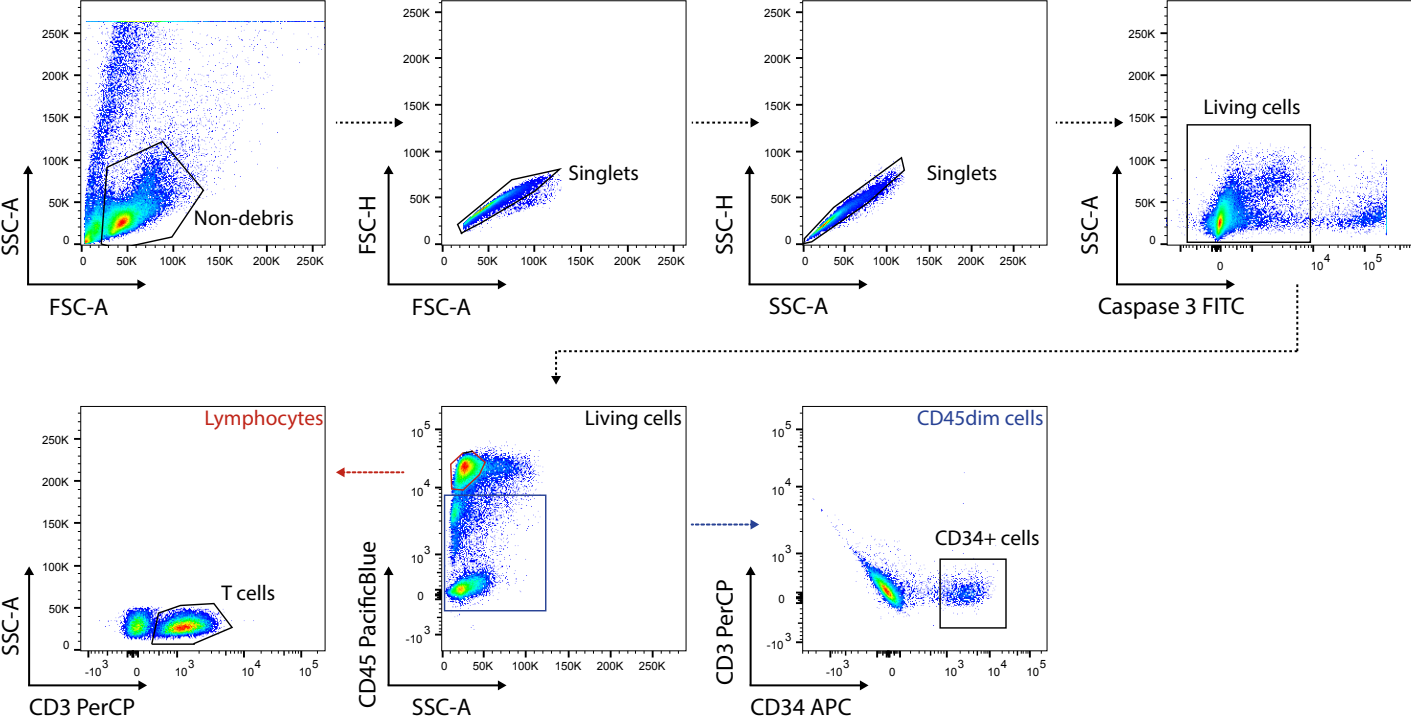 250K
200K
150K
100K
50K
0
0
50K
100K
150K
200K
250K
SSC-A
FSC-A
Non-debris
250K
200K
150K
100K
50K
0
0
50K
100K
150K
200K
250K
FSC-H
FSC-A
Singlets
250K
200K
150K
100K
50K
0
0
50K
100K
150K
200K
250K
SSC-H
SSC-A
Singlets
250K
200K
150K
100K
50K
0
0
10^4
10^5
SSC-A
Caspase 3 FITC
Living cells
Lymphocytes
250K
200K
150K
100K
50K
0
-10^3
0
10^3
10^4
10^5
SSC-A
CD3 PerCP
T cells
Living cells
10^5
10^4
10^3
0
-10^3
0
50K
100K
150K
200K
250K
CD45 PacificBlue
SSC-A
CD45dim cells
10^5
10^4
10^3
0
-10^3
-10^3
0
10^3
10^4
10^5
CD3 PerCP
CD34 APC
CD34+ cells